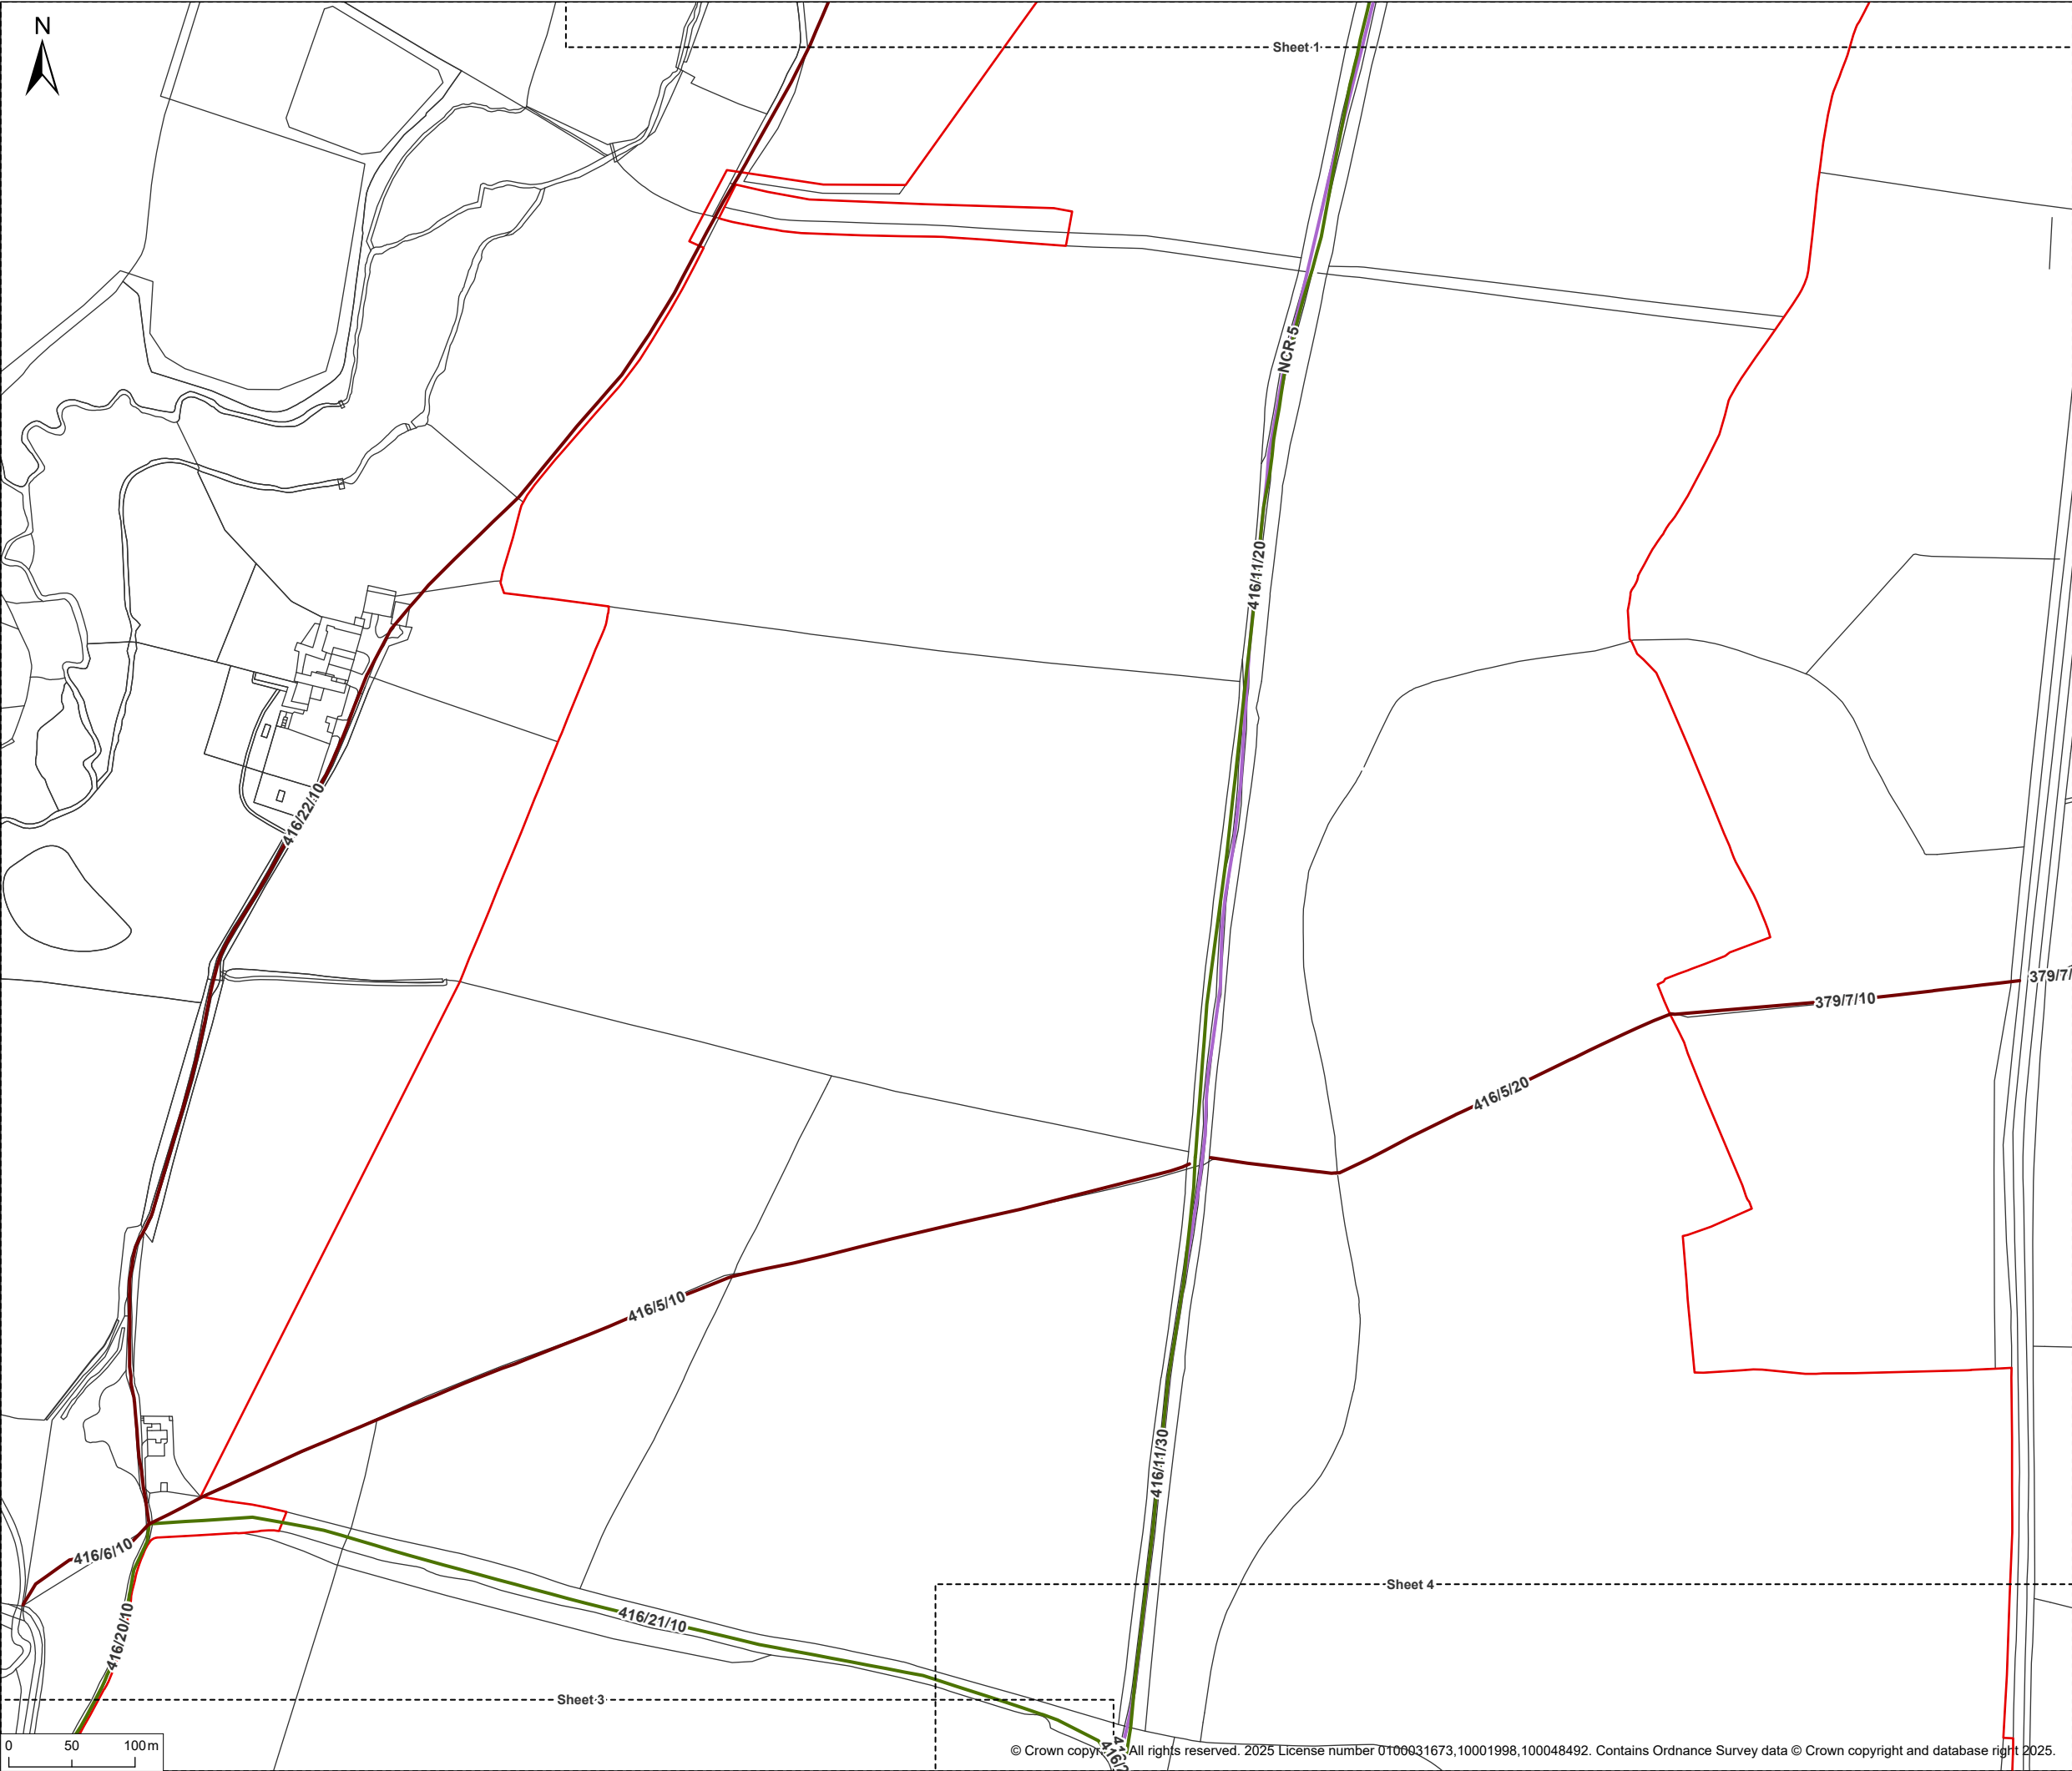 N
Sheet 1
NCR 5
416/11/20
416/22/10
379/7/
379/7/10
416/5/20
416/5/10
416/11/30
416/6/10
416/20/10
416/21/10
Sheet 4
Sheet 3
0 50 100m
© Crown All rights reserved. 2025 License number 0100031673,10001998,100048492. Contains Ordnance Survey data © Crown copyright and database right 2025.